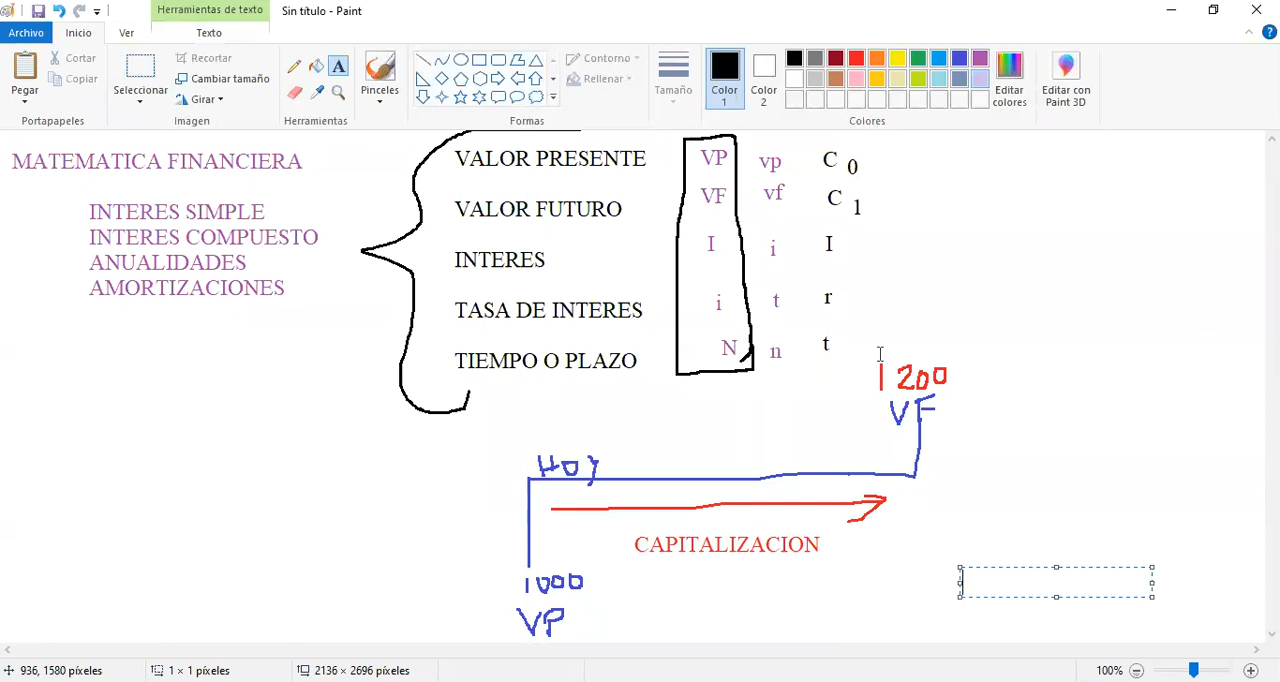 Herramientas de texto
Sin título - Paint
Archivo Inicio Ver Texto
Pegar
Cortar
Copiar
Portapapeles
Seleccionar
Recortar
Cambiar tamaño
Girar
Imagen
A
Herramientas
Pinceles
Contorno
Rellenar
Formas
Tamaño
Color 1
Color 2
Editar colores
Colores
Editar con Paint 3D
MATEMATICA FINANCIERA
INTERES SIMPLE
INTERES COMPUESTO
ANUALIDADES
AMORTIZACIONES
VALOR PRESENTE VP vp C 0
VALOR FUTURO VF vf C 1
INTERES I i I
TASA DE INTERES i t r
TIEMPO O PLAZO N n t
1200
VF
HOY
CAPITALIZACION
1000
VP
936, 1580 píxeles
1 × 1 píxeles
2136 × 2696 píxeles
100%